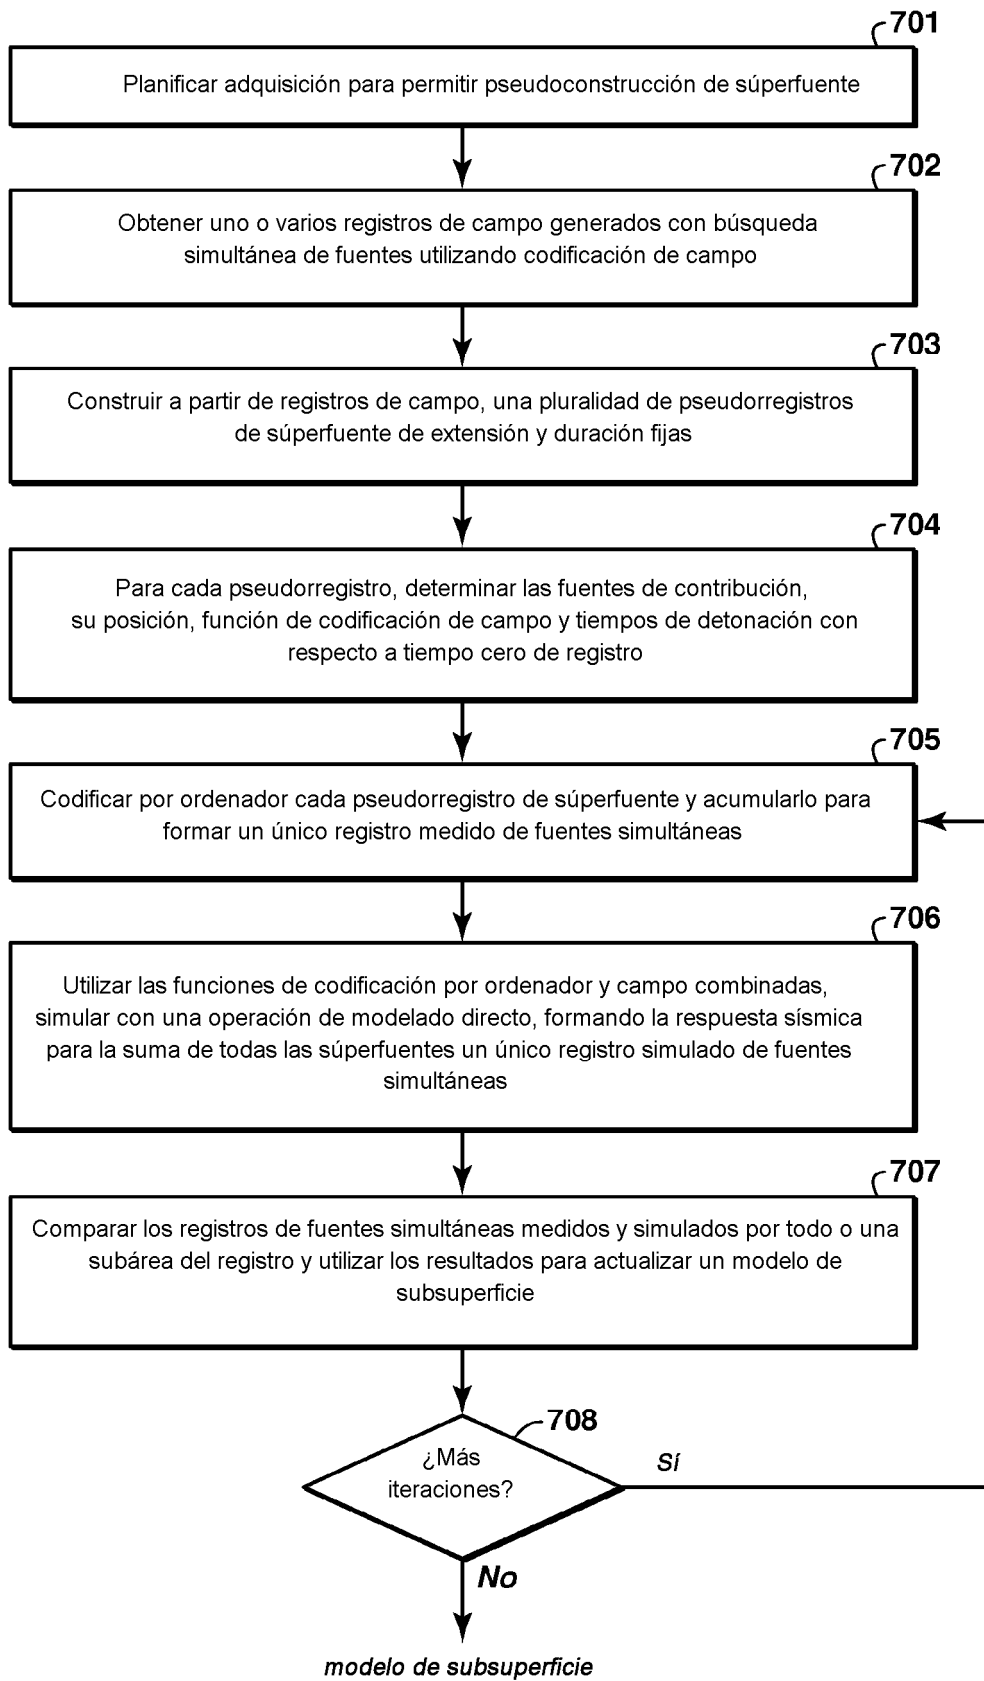 701
Planificar adquisición para permitir pseudoconstrucción de súperfuente
702
Obtener uno o varios registros de campo generados con búsqueda
simultánea de fuentes utilizando codificación de campo
703
Construir a partir de registros de campo, una pluralidad de pseudorregistros
de súperfuente de extensión y duración fijas
704
Para cada pseudorregistro, determinar las fuentes de contribución,
su posición, función de codificación de campo y tiempos de detonación con
respecto a tiempo cero de registro
705
Codificar por ordenador cada pseudorregistro de súperfuente y acumularlo para
formar un único registro medido de fuentes simultáneas
706
Utilizar las funciones de codificación por ordenador y campo combinadas,
simular con una operación de modelado directo, formando la respuesta sísmica
para la suma de todas las súperfuentes un único registro simulado de fuentes
simultáneas
707
Comparar los registros de fuentes simultáneas medidos y simulados por todo o una
subárea del registro y utilizar los resultados para actualizar un modelo de
subsuperficie
708
¿Más
iteraciones?
Sí
No
modelo de subsuperficie